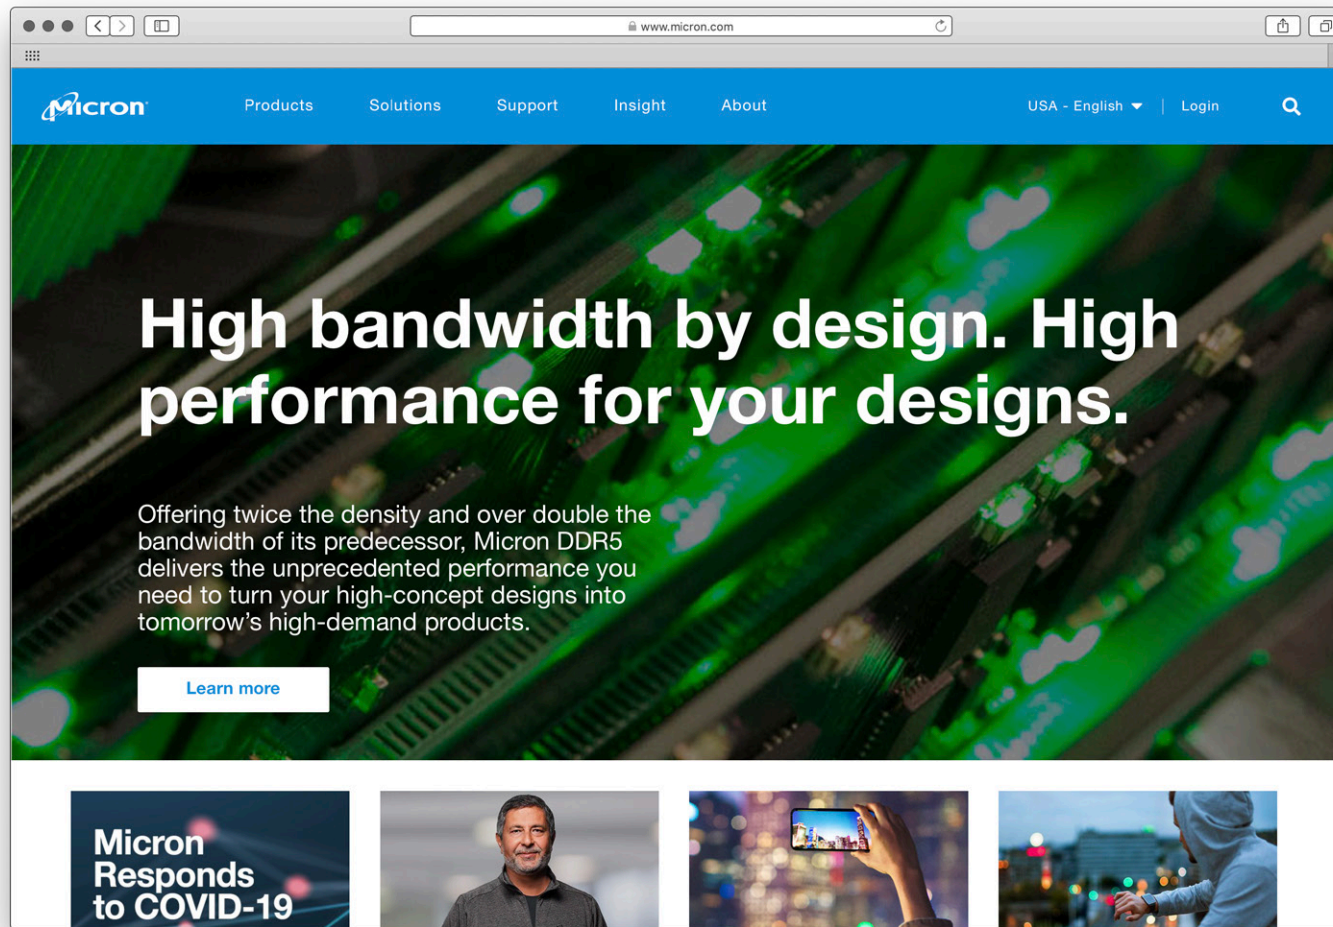 www.micron.com
Micron
Products
Solutions
Support
Insight
About
USA - English
Login
High bandwidth by design. High
performance for your designs.
Offering twice the density and over double the
bandwidth of its predecessor, Micron DDR5
delivers the unprecedented performance you
need to turn your high-concept designs into
tomorrow’s high-demand products.
Learn more
Micron
Responds
to COVID-19